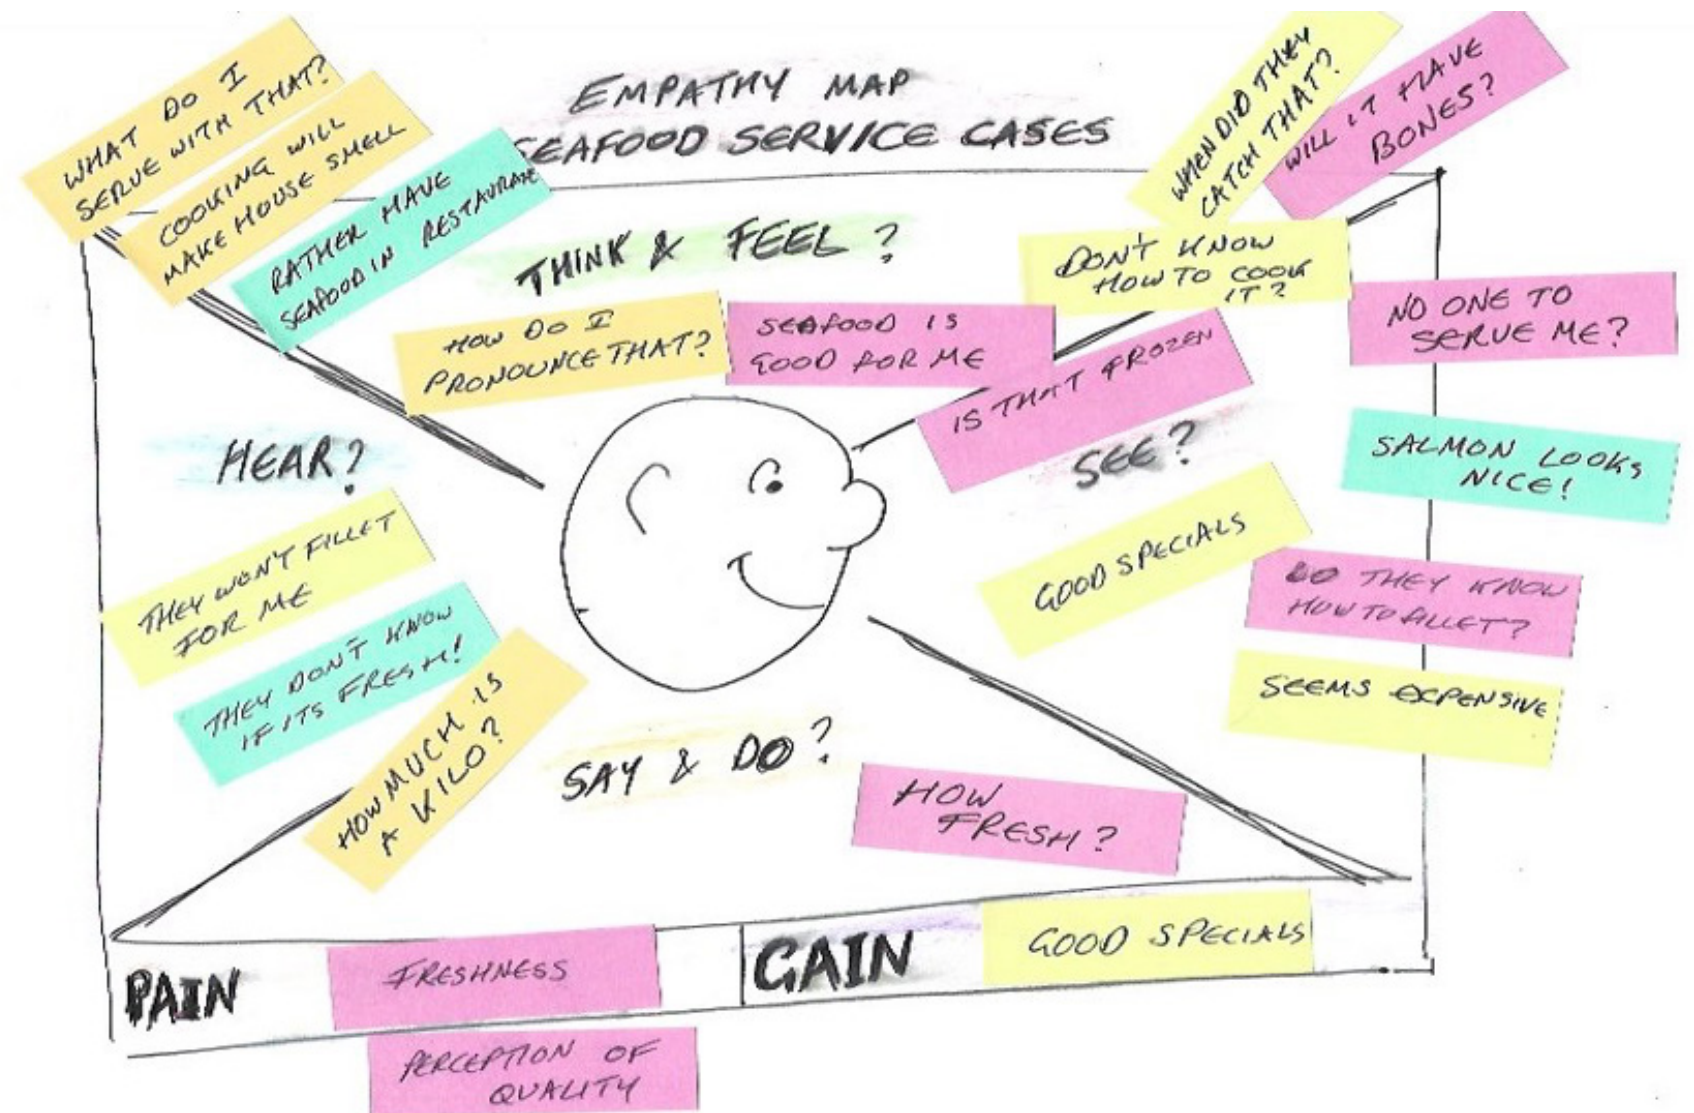 EMPATHY MAP
SEAFOOD SERVICE CASES
WHAT DO I
SERVE WITH THAT?
COOKING WILL
MAKE HOUSE SMELL
RATHER HAVE
SEAFOOD IN RESTAURANT
THINK & FEEL?
HOW DO I
PRONOUNCE THAT?
SEAFOOD IS
GOOD FOR ME
WHEN DID THEY
CATCH THAT?
WILL IT HAVE
BONES?
DON'T KNOW
HOW TO COOK
IT?
IS THAT FROZEN
NO ONE TO
SERVE ME?
SEE?
SALMON LOOKS
NICE!
GOOD SPECIALS
DO THEY KNOW
HOW TO FILLET?
SEEMS EXPENSIVE
HEAR?
THEY WON'T FILLET
FOR ME
THEY DON'T KNOW
IF ITS FRESH!
HOW MUCH IS
A KILO?
SAY & DO?
HOW
FRESH?
PAIN
FRESHNESS
PERCEPTION OF
QUALITY
GAIN
GOOD SPECIALS